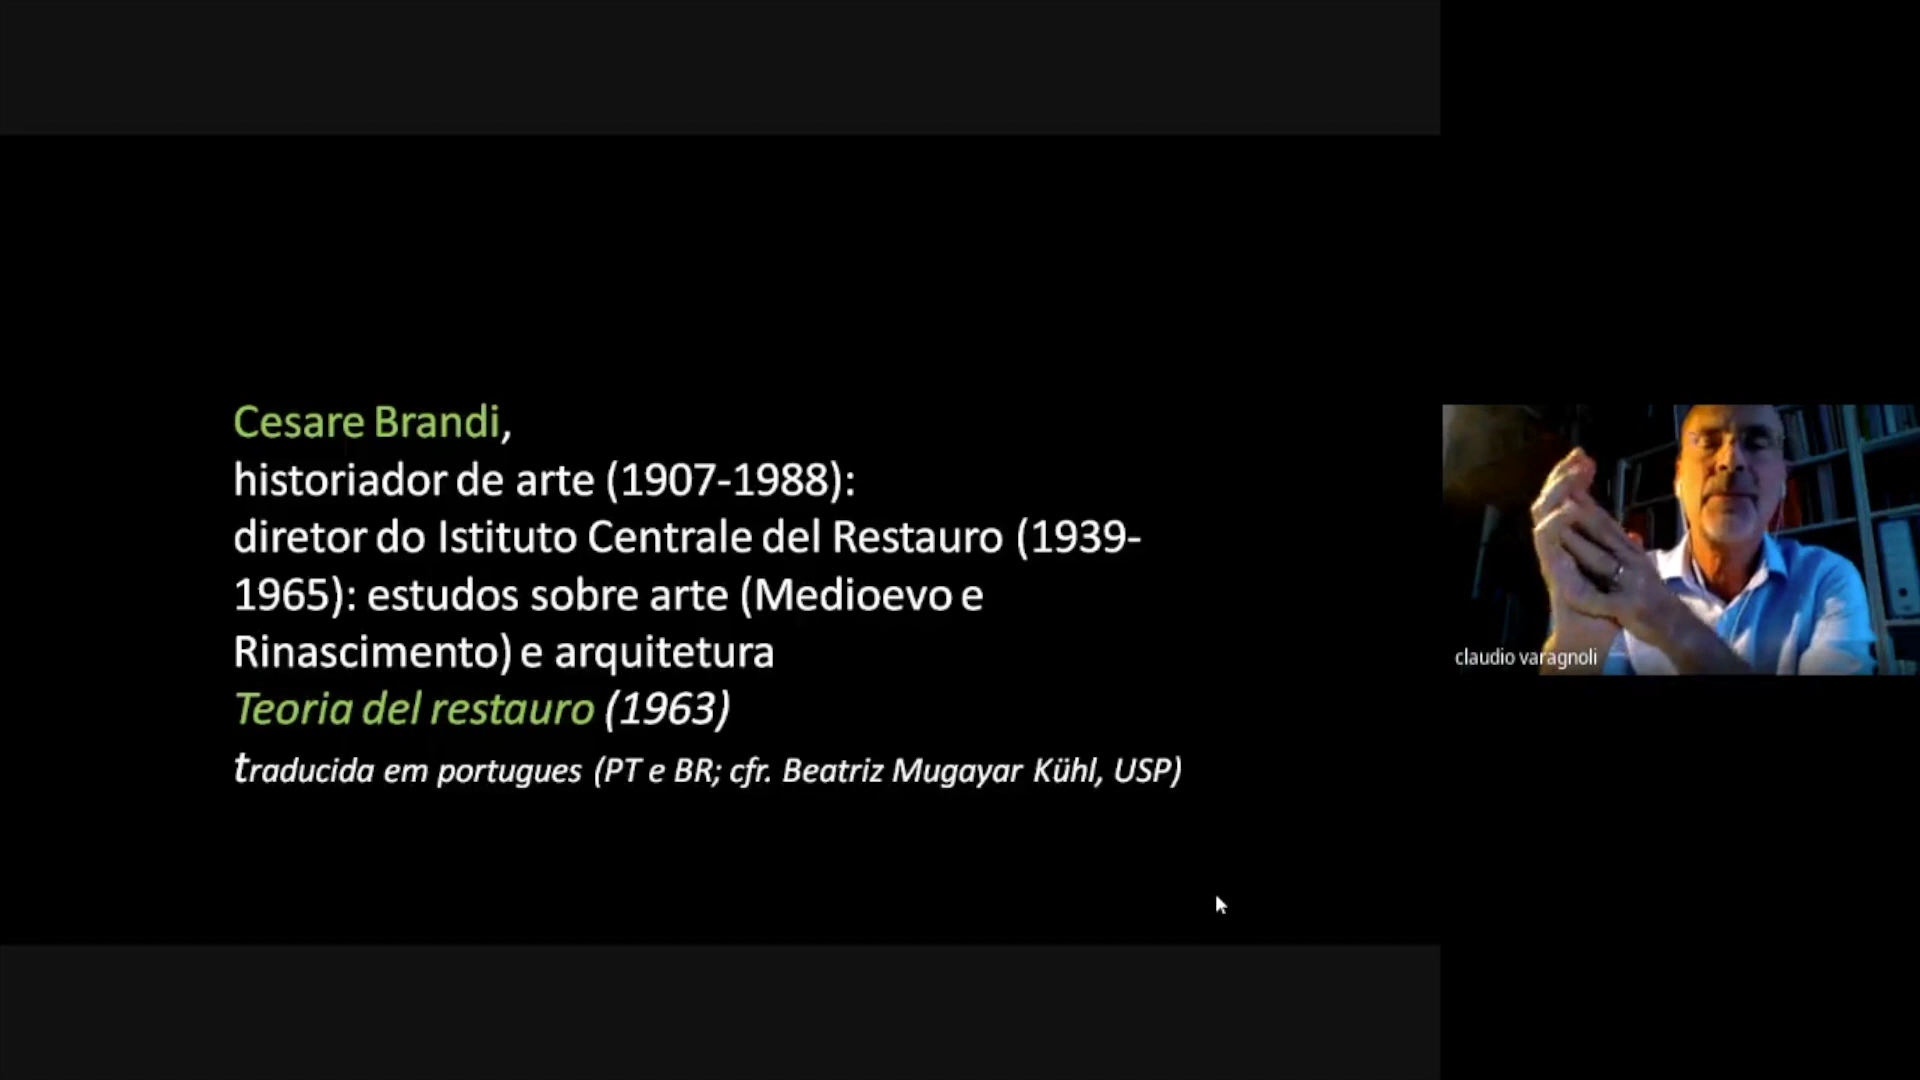 Cesare Brandi,
historiador de arte (1907-1988):
diretor do Istituto Centrale del Restauro (1939-
1965): estudos sobre arte (Medioevo e
Rinascimento) e arquitetura
Teoria del restauro (1963)
traducida em portugues (PT e BR; cfr. Beatriz Mugayar Kühl, USP)
claudio varagnoli